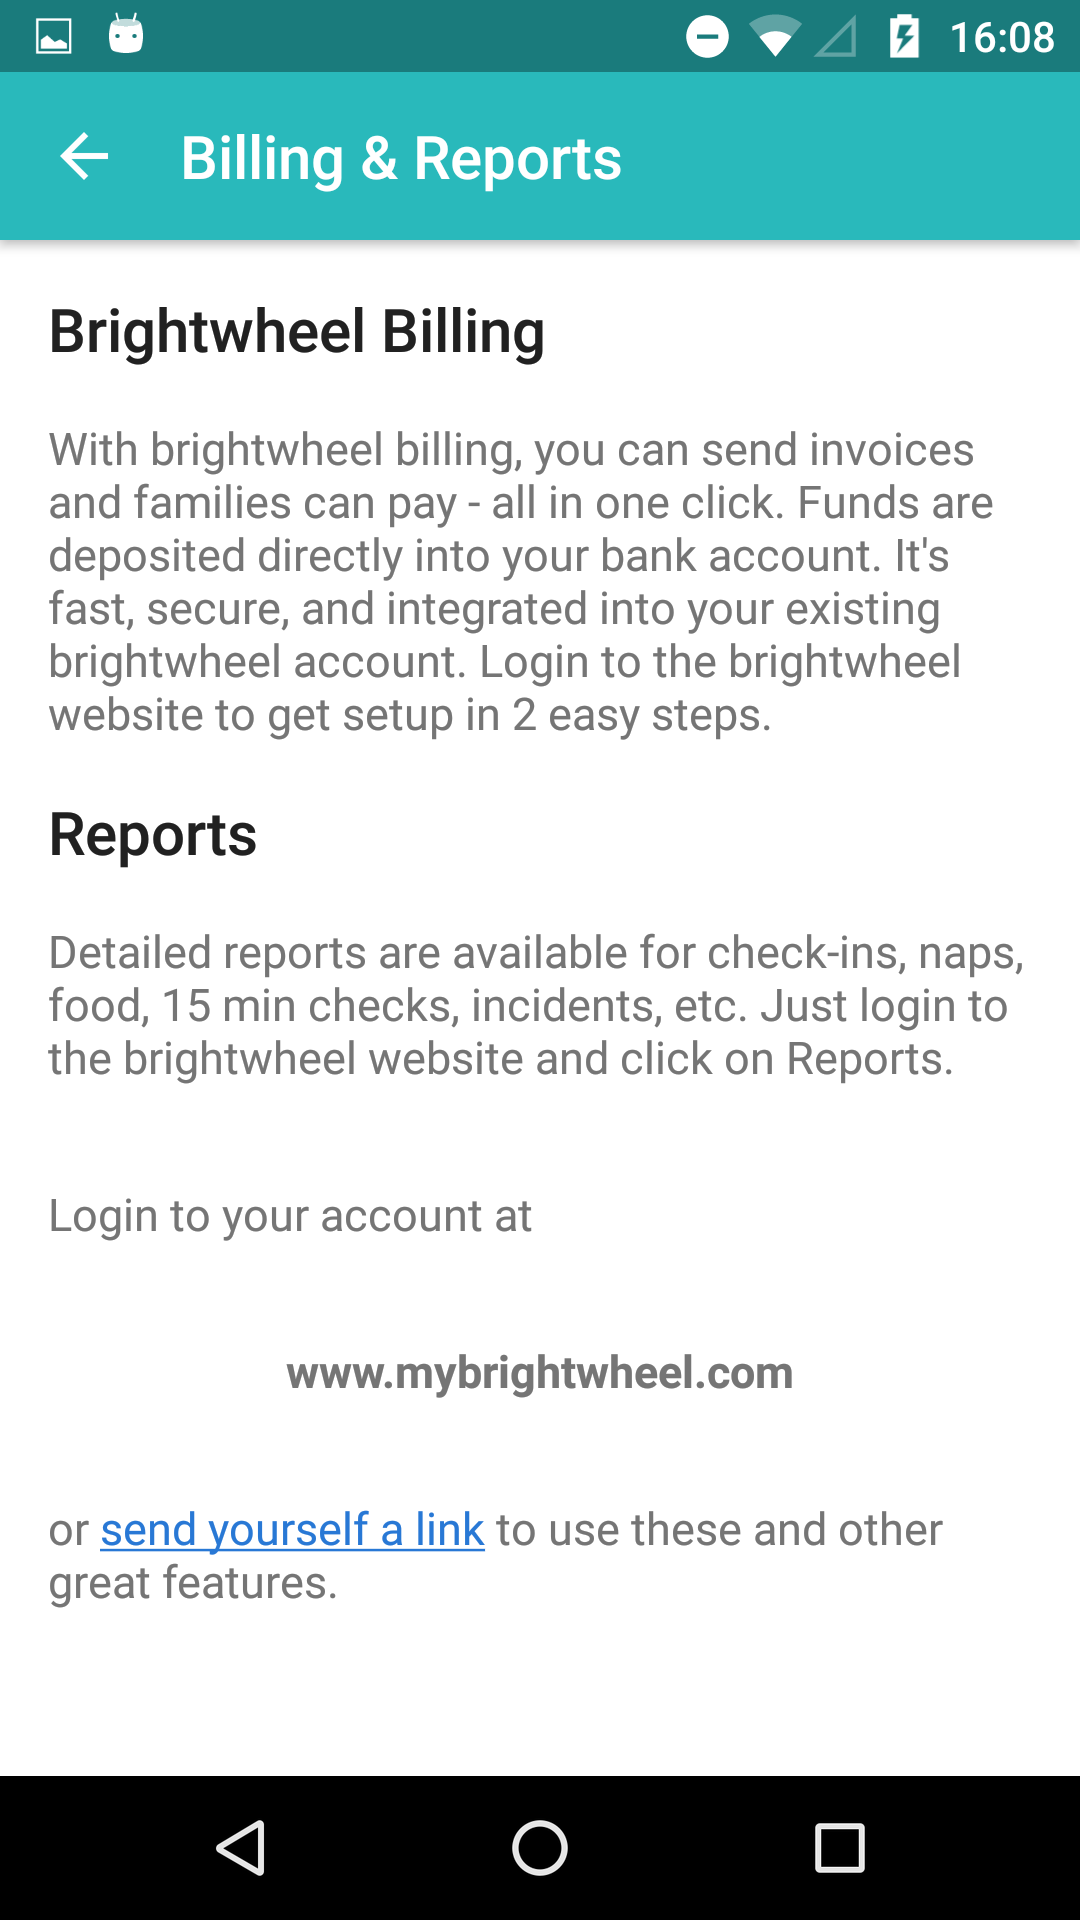 16:08
Billing & Reports
Brightwheel Billing
With brightwheel billing, you can send invoices
and families can pay - all in one click. Funds are
deposited directly into your bank account. It's
fast, secure, and integrated into your existing
brightwheel account. Login to the brightwheel
website to get setup in 2 easy steps.
Reports
Detailed reports are available for check-ins, naps,
food, 15 min checks, incidents, etc. Just login to
the brightwheel website and click on Reports.
Login to your account at
www.mybrightwheel.com
or send yourself a link to use these and other
great features.